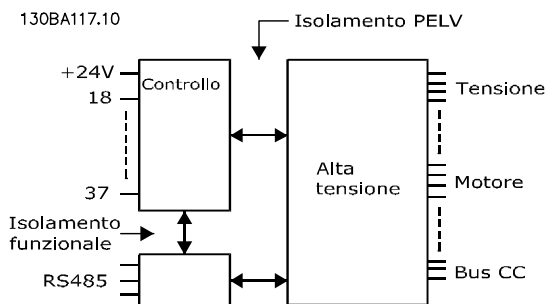 130BA117.10
Isolamento PELV
+24V
18
37
Controllo
Alta
tensione
Tensione
Motore
Bus CC
Isolamento
funzionale
RS485